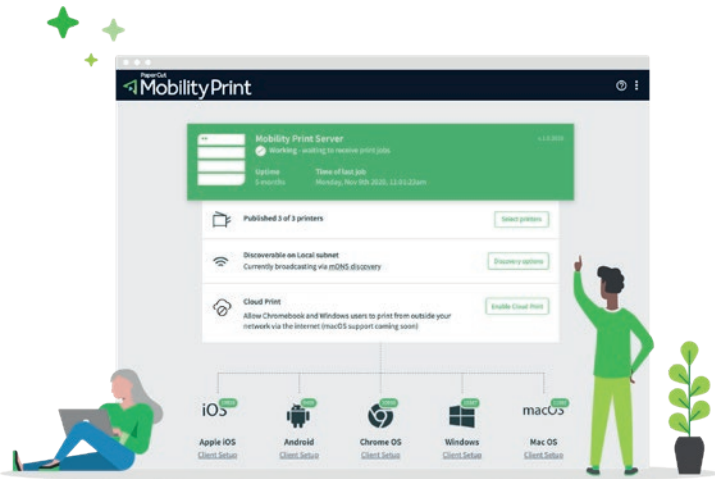 PaperCut
Mobility Print
Mobility Print Server
Working - waiting to receive print jobs
Uptime Time of last job
5 months Monday, Nov 9th 2020, 11:01:23am
Published 3 of 3 printers
Select printers
Discoverable on Local subnet
Currently broadcasting via mDNS discovery
Discovery options
Cloud Print
Allow Chromebook and Windows users to print from outside your
network via the internet (macOS support coming soon)
Enable Cloud Print
iOS macOS
Apple iOS Android Chrome OS Windows Mac OS
Client Setup Client Setup Client Setup Client Setup Client Setup